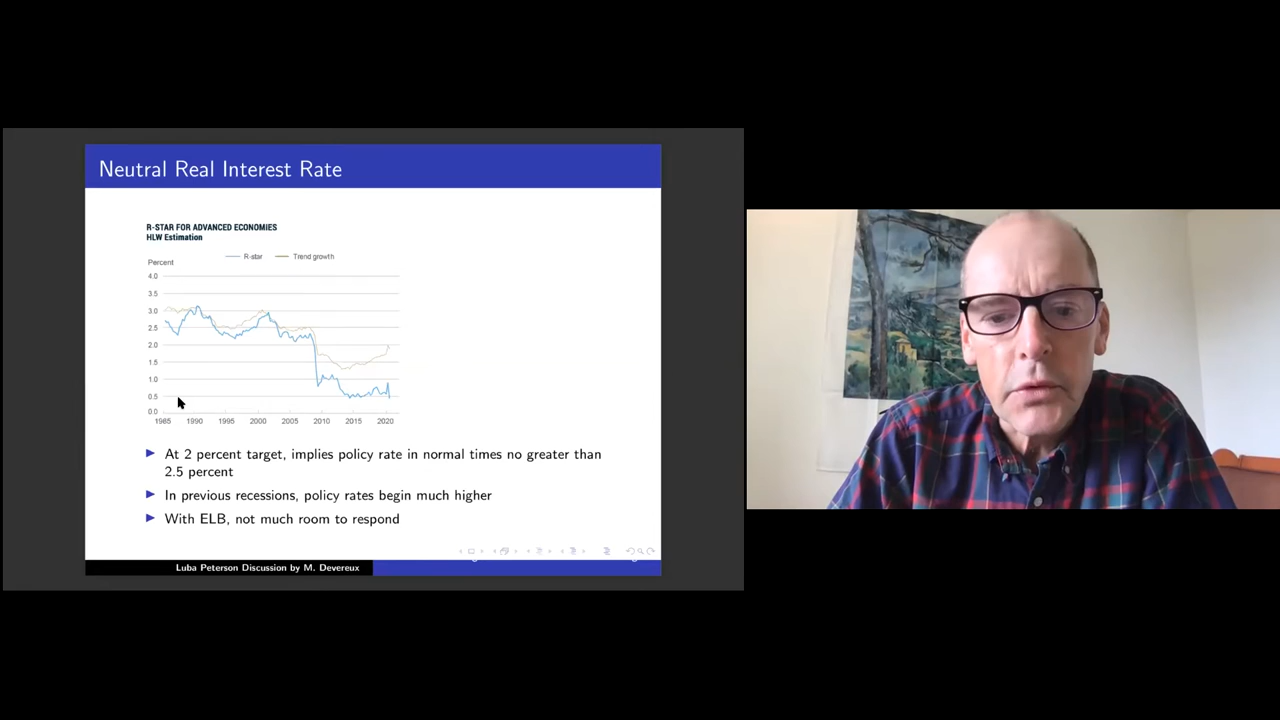 Neutral Real Interest Rate
R-STAR FOR ADVANCED ECONOMIES
HLW Estimation
R-star Trend growth
Percent
4.0
3.5
3.0
2.5
2.0
1.5
1.0
0.5
0.0
1985 1990 1995 2000 2005 2010 2015 2020
At 2 percent target, implies policy rate in normal times no greater than
2.5 percent
In previous recessions, policy rates begin much higher
With ELB, not much room to respond
Luba Peterson Discussion by M. Devereux